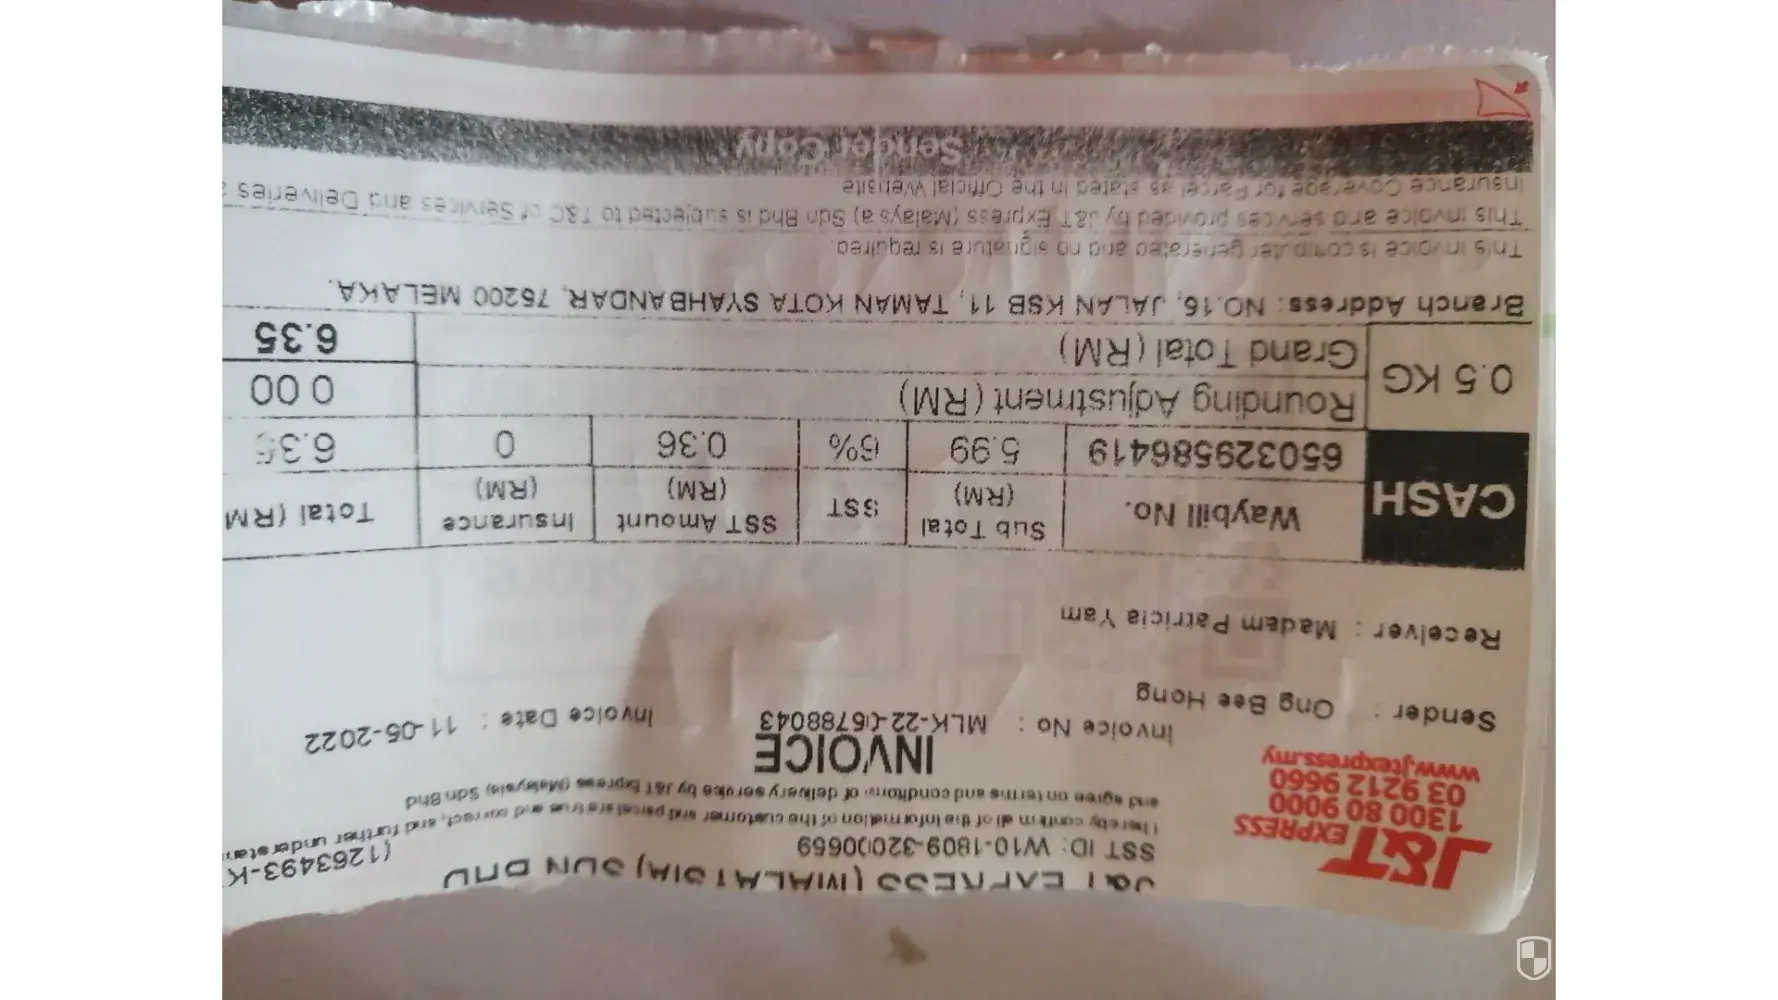 J&T EXPRESS
1300 80 9000
03 9212 9660
www.jtexpress.my
J&T EXPRESS (MALAYSIA) SDN BHD
(1263493-K
SST ID: W10-1809-32000659
I hereby confirm all of the information of the customer and parcel are true and correct, and further
and agree on terms and conditions of delivery service by J&T Express (Malaysia) Sdn Bhd
INVOICE
Invoice No : MLK-22-05788043
Invoice Date : 11-05-2022
Sender : Ong Bee Hong
Receiver : Madam Patricia Yam
CASH
Waybill No. Sub Total (RM) SST SST Amount (RM) Insurance (RM) Total (RM
650329586419 5.99 6% 0.36 0 6.35
0.5 KG
Rounding Adjustment (RM) 0.00
Grand Total (RM) 6.35
Branch Address: NO.16, JALAN KSB 11, TAMAN KOTA SYAHBANDAR, 75200 MELAKA.
This invoice is computer generated and no signature is required.
This invoice and services provided by J&T Express (Malaysia) Sdn Bhd is subjected to T&C of Services and Deliveries
Insurance Coverage for Parcel as stated in the Official Website
Sender Copy